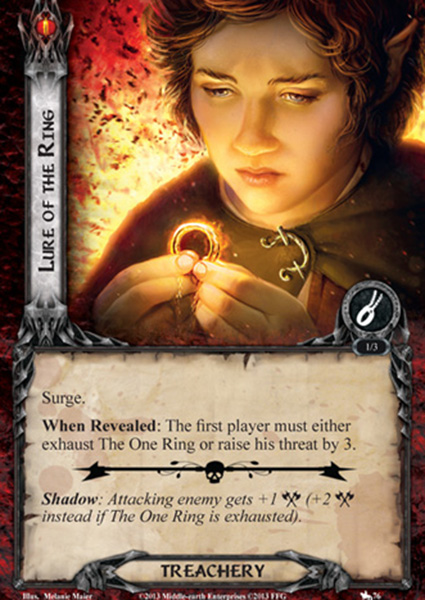 LURE OF THE RING
1/3
Surge.
When Revealed: The first player must either
exhaust The One Ring or raise his threat by 3.
Shadow: Attacking enemy gets +1 (+2
instead if The One Ring is exhausted).
TREACHERY
Illus. Melanie Maier ©2013 Middle-earth Enterprises ©2013 FFG 76